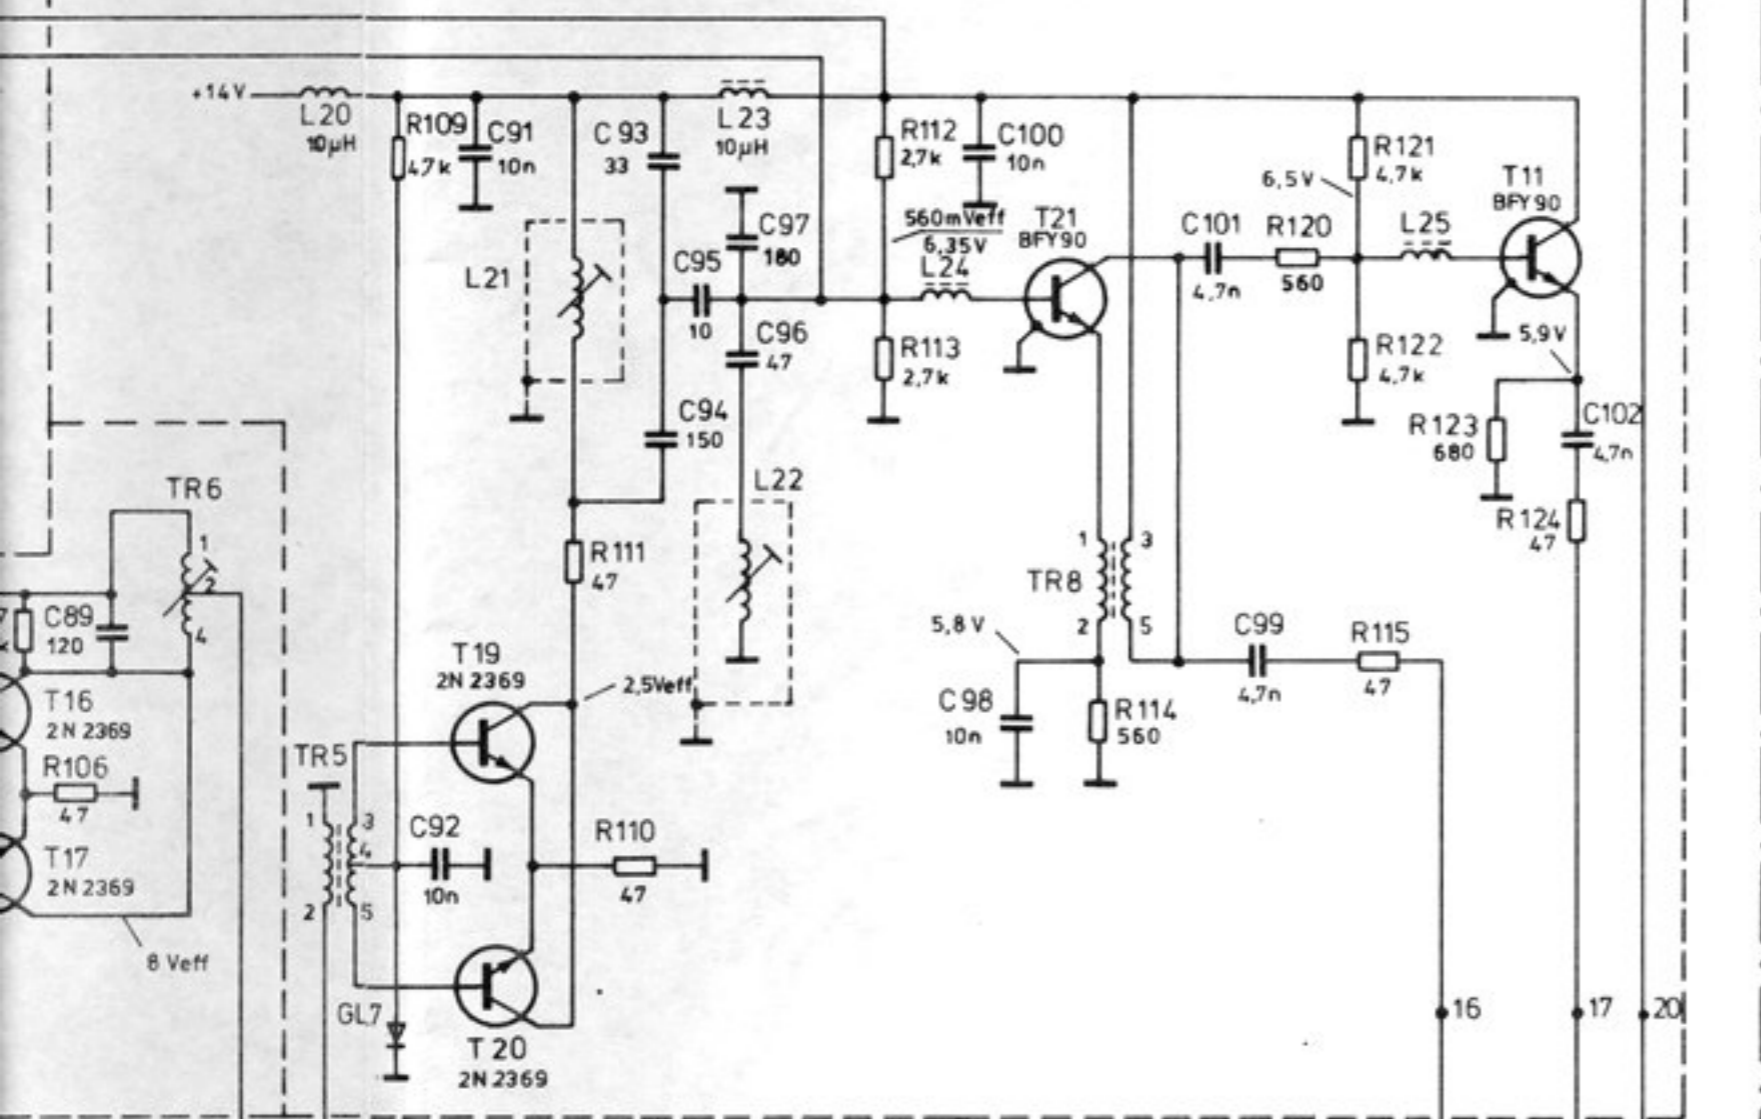 +14V
L20
10µH
R109
47k
C91
10n
C 93
33
L23
10µH
R112
2,7k
C100
10n
560mVeff
6,35V
L24
T21
BFY90
C101
4,7n
R120
560
6,5V
R121
4,7k
L25
T11
BFY90
L21
C95
10
C97
180
C96
47
R113
2,7k
R122
4,7k
5,9V
R123
680
C102
4,7n
R124
47
C94
150
L22
TR6
1
2
4
C89
120
R111
47
TR8
1
3
2
5
5,8V
C99
4,7n
R115
47
C98
10n
R114
560
T16
2N 2369
R106
47
T17
2N 2369
8 Veff
T19
2N 2369
2,5Veff
TR5
1
3
4
2
5
C92
10n
R110
47
GL7
T 20
2N 2369
16
17
20